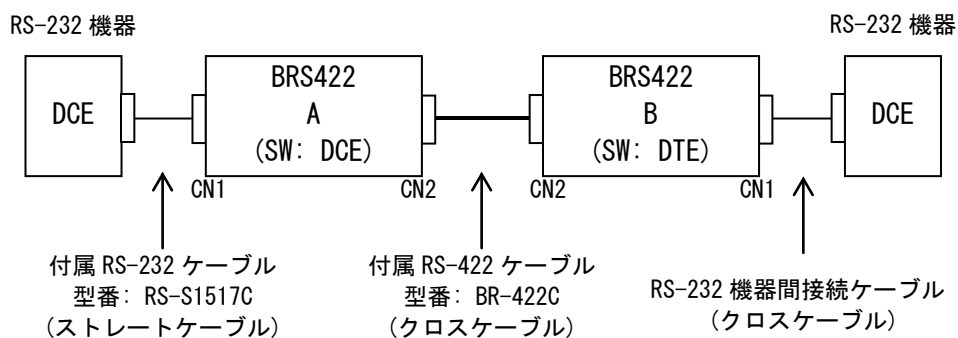 RS-232 機器
RS-232 機器
DCE
BRS422
A
(SW: DCE)
BRS422
B
(SW: DTE)
DCE
CN1
CN2
CN2
CN1
付属 RS-232 ケーブル
型番: RS-S1517C
(ストレートケーブル)
付属 RS-422 ケーブル
型番: BR-422C
(クロスケーブル)
RS-232 機器間接続ケーブル
(クロスケーブル)